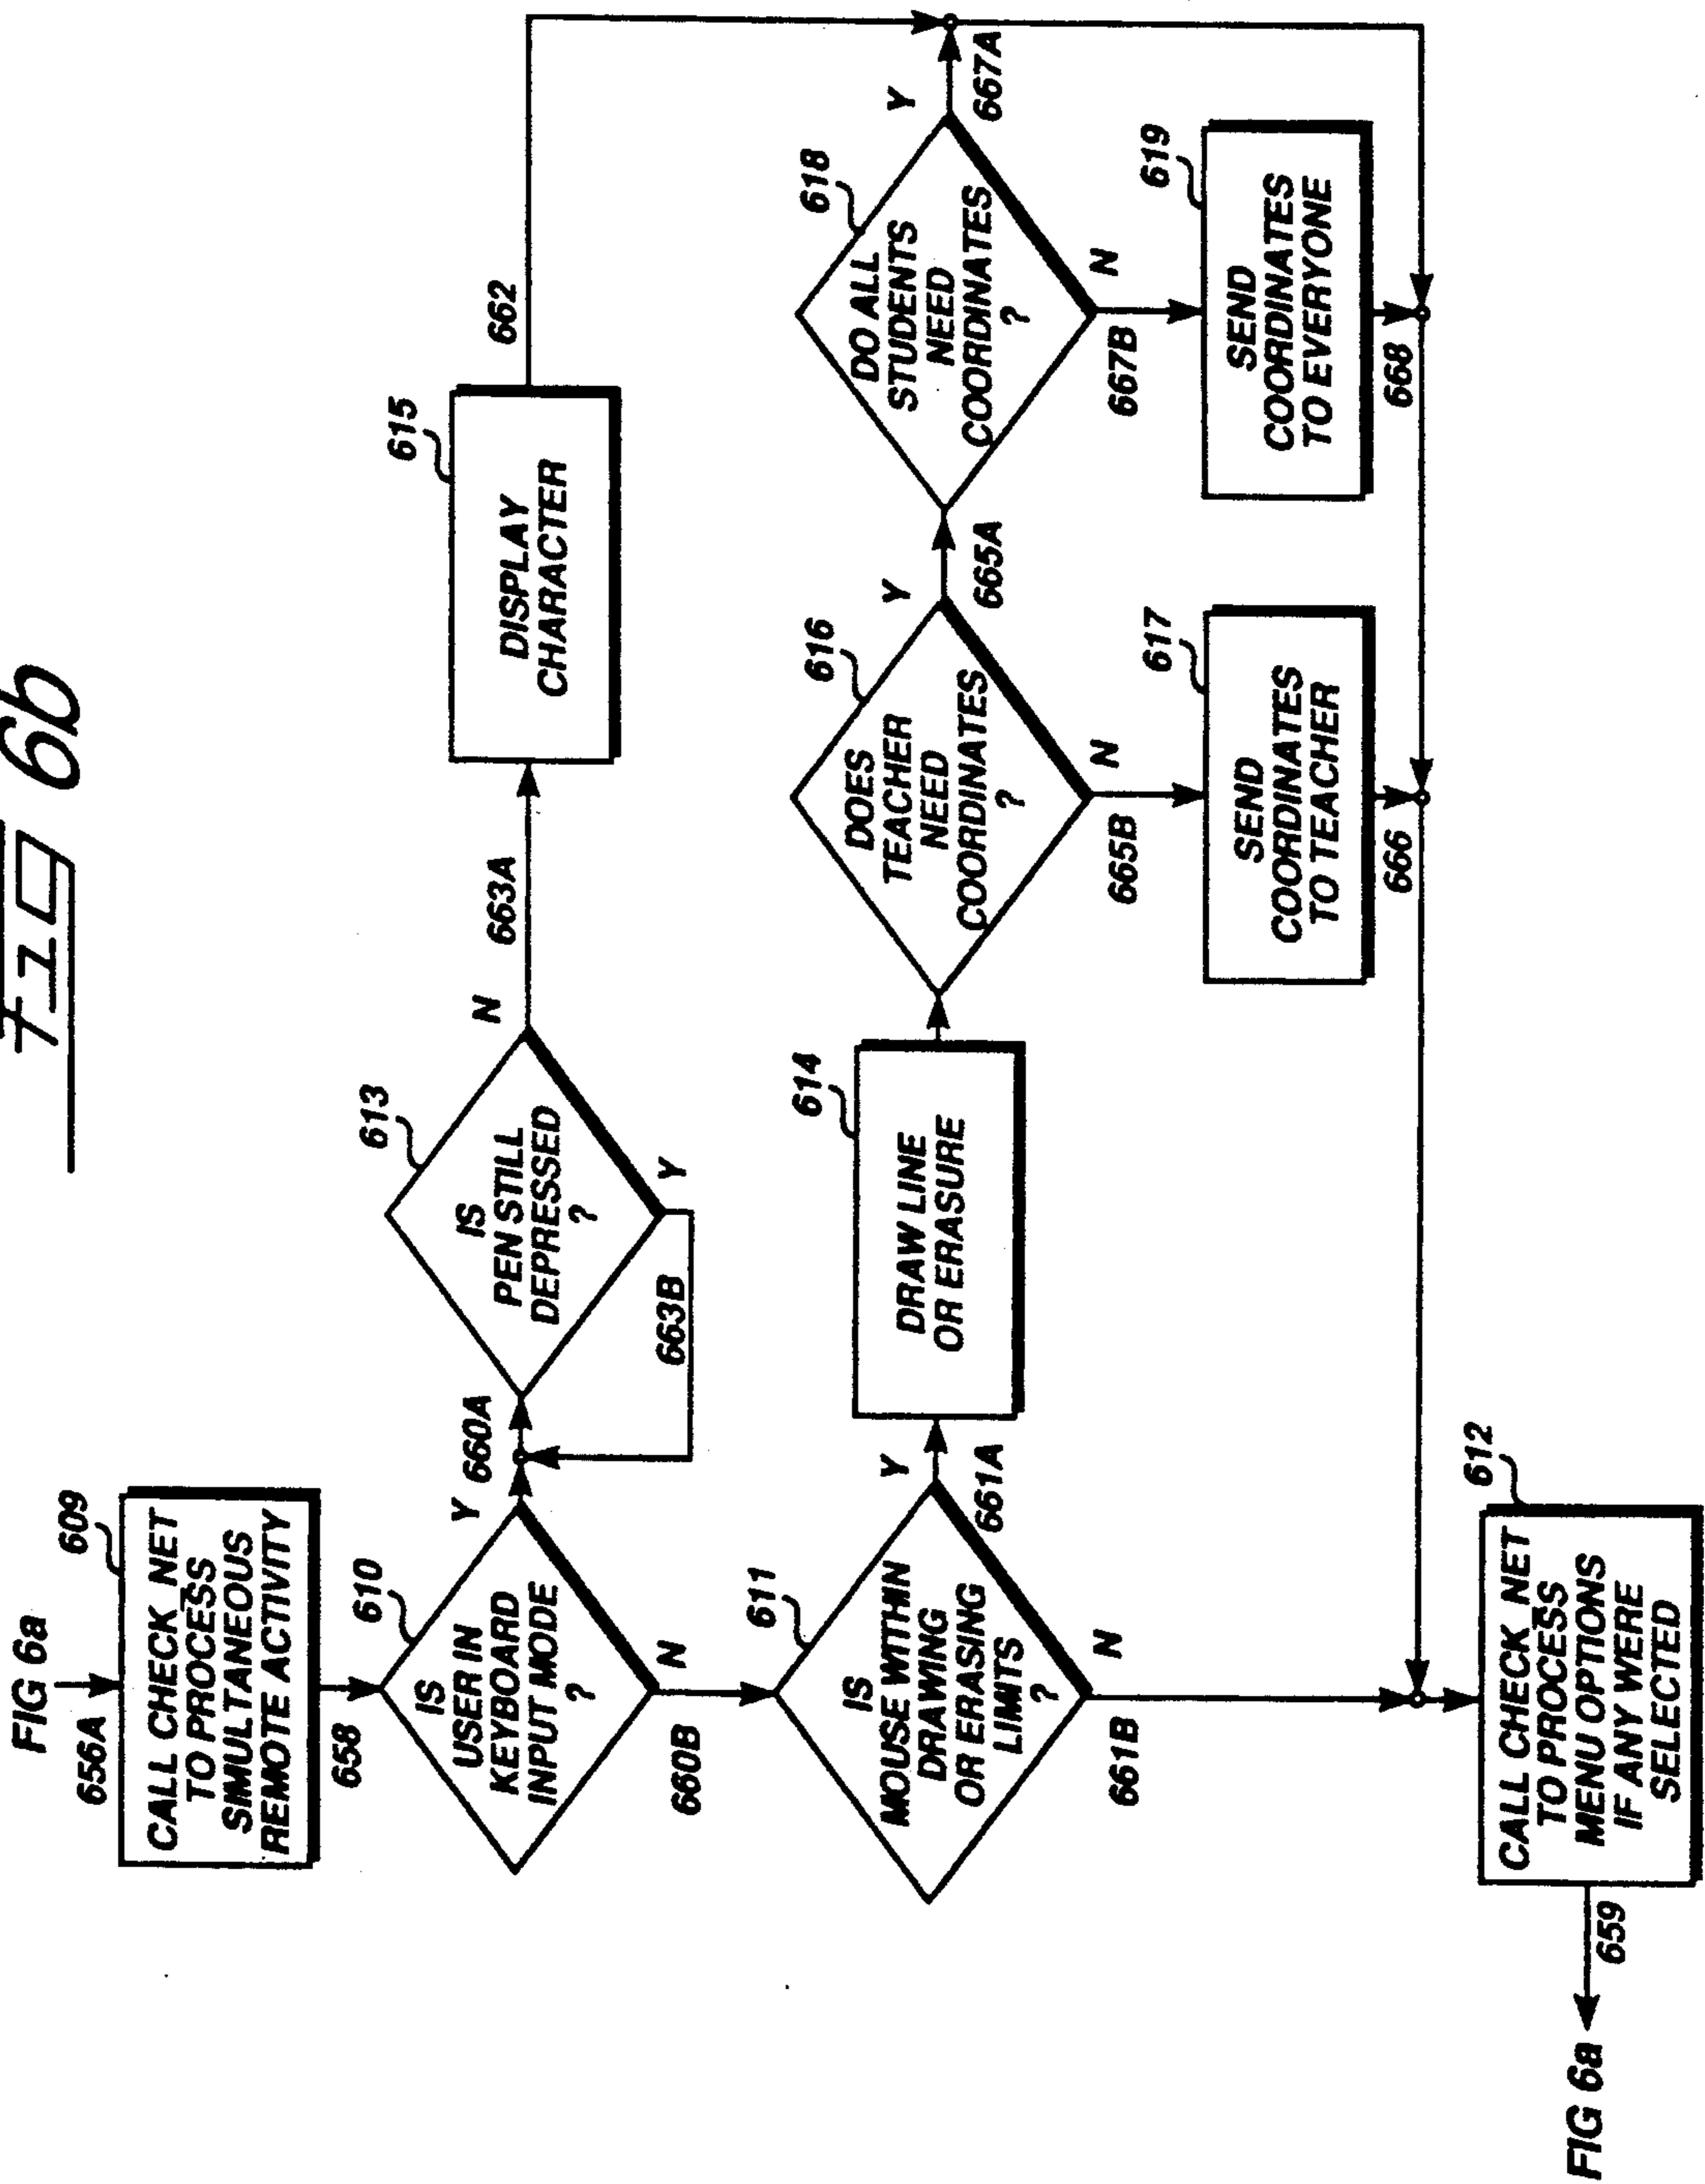 FIG 6b
FIG 6a
656A
609
CALL CHECK_NET
TO PROCESS
SIMULTANEOUS
REMOTE ACTIVITY
658
610
IS
USER IN
KEYBOARD
INPUT MODE
?
Y
660A
N
660B
613
IS
PEN STILL
DEPRESSED
?
N
663A
Y
663B
615
DISPLAY
CHARACTER
662
611
IS
MOUSE WITHIN
DRAWING
OR ERASING
LIMITS
?
Y
661A
N
661B
614
DRAW LINE
OR ERASURE
616
DOES
TEACHER
NEED
COORDINATES
?
Y
665A
N
665B
618
DO ALL
STUDENTS
NEED
COORDINATES
?
Y
667A
N
667B
617
SEND
COORDINATES
TO TEACHER
666
619
SEND
COORDINATES
TO EVERYONE
668
612
CALL CHECK_NET
TO PROCESS
MENU OPTIONS
IF ANY WERE
SELECTED
659
FIG 6a